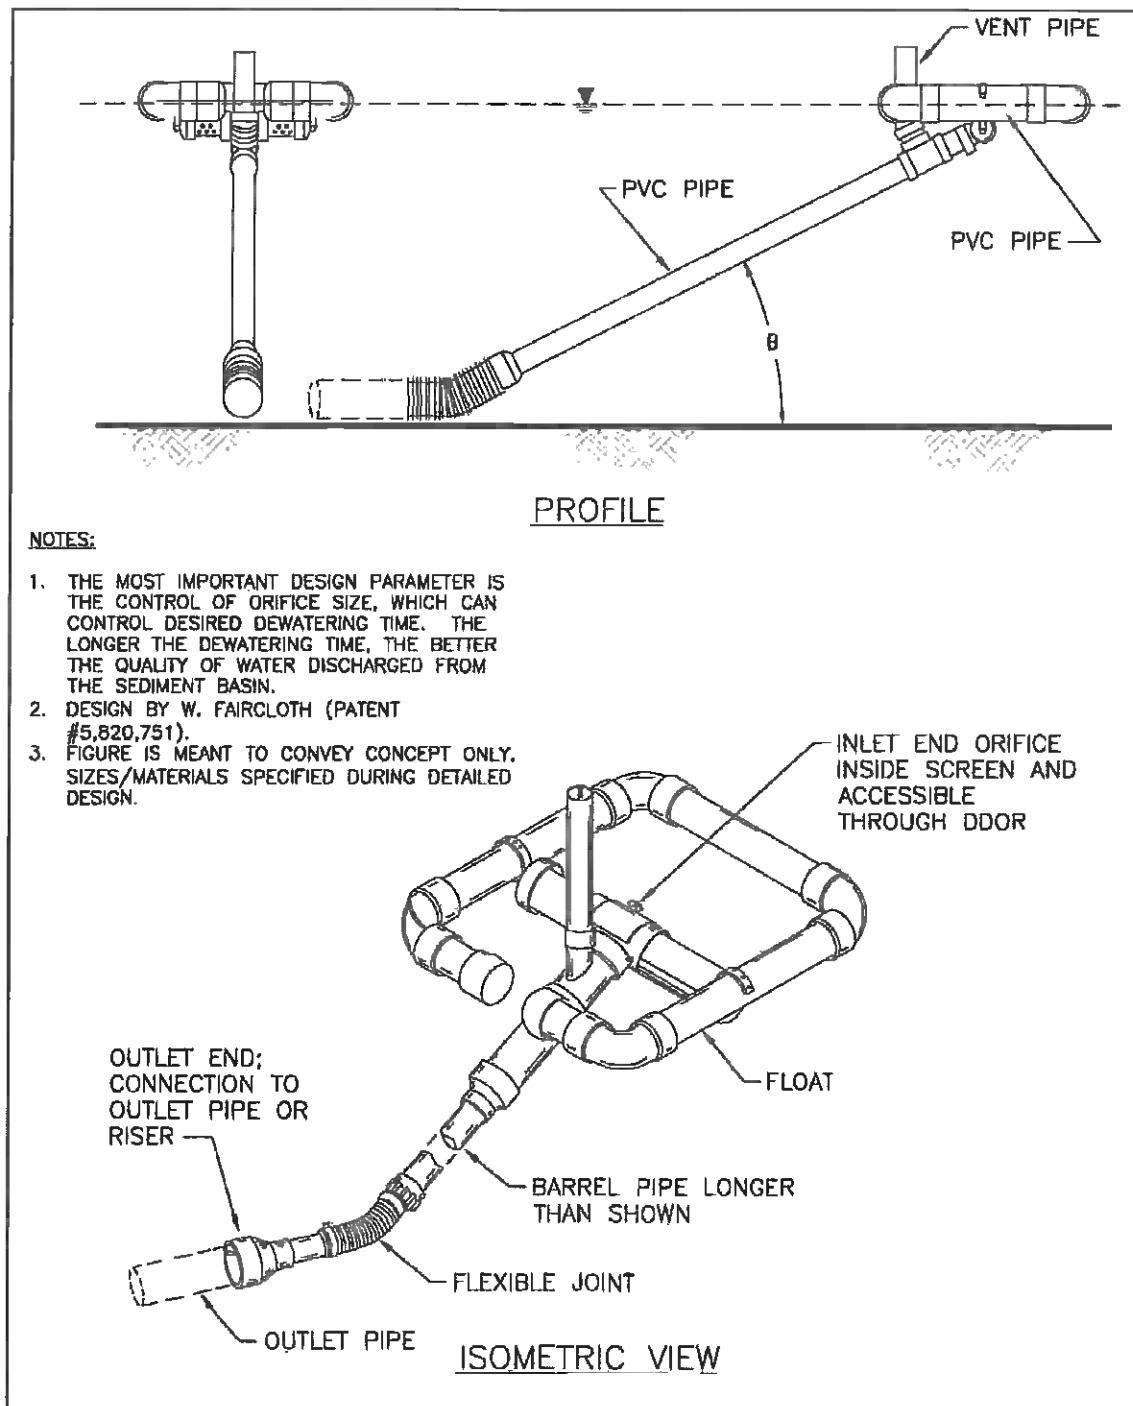 VENT PIPE
PVC PIPE
PVC PIPE
θ
PROFILE
NOTES:
1. THE MOST IMPORTANT DESIGN PARAMETER IS
THE CONTROL OF ORIFICE SIZE, WHICH CAN
CONTROL DESIRED DEWATERING TIME. THE
LONGER THE DEWATERING TIME, THE BETTER
THE QUALITY OF WATER DISCHARGED FROM
THE SEDIMENT BASIN.
2. DESIGN BY W. FAIRCLOTH (PATENT
#5,820,751).
3. FIGURE IS MEANT TO CONVEY CONCEPT ONLY.
SIZES/MATERIALS SPECIFIED DURING DETAILED
DESIGN.
INLET END ORIFICE
INSIDE SCREEN AND
ACCESSIBLE
THROUGH DOOR
FLOAT
OUTLET END;
CONNECTION TO
OUTLET PIPE OR
RISER
BARREL PIPE LONGER
THAN SHOWN
FLEXIBLE JOINT
OUTLET PIPE
ISOMETRIC VIEW